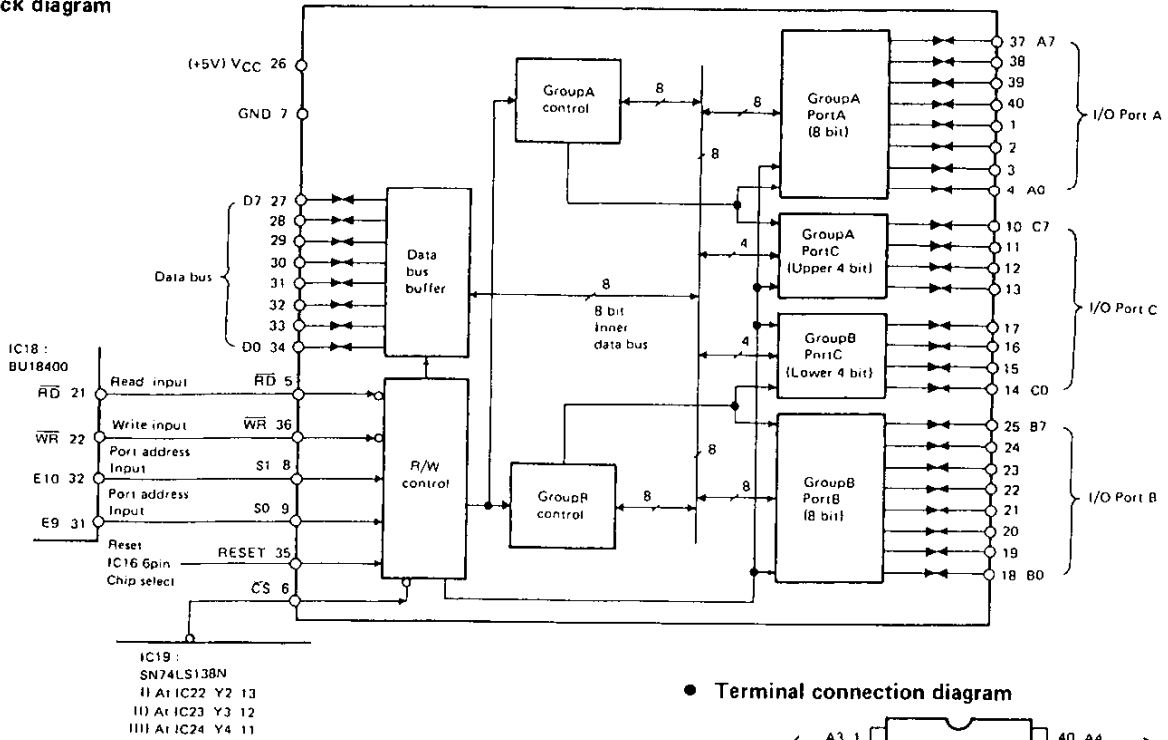 ck diagram
(+5V) VCC 26
GND 7
D7 27
28
29
30
31
32
33
D0 34
Data bus
Data
bus
buffer
GroupA
control
8
8
8
GroupA
PortA
(8 bit)
37 A7
38
39
40
1
2
3
4 A0
I/O Port A
4
GroupA
PortC
(Upper 4 bit)
10 C7
11
12
13
I/O Port C
8
8 bit
Inner
data bus
4
GroupB
PortC
(Lower 4 bit)
17
16
15
14 C0
IC18 :
BU18400
RD 21
Read input
RD 5
WR 22
Write input
WR 36
E10 32
Port address
Input
S1 8
E9 31
Port address
Input
S0 9
Reset
IC16 6pin
RESET 35
Chip select
CS 6
R/W
control
GroupB
control
8
8
8
GroupB
PortB
(8 bit)
25 B7
24
23
22
21
20
19
18 B0
I/O Port B
IC19 :
SN74LS138N
I) At IC22 Y2 13
II) At IC23 Y3 12
III) At IC24 Y4 11
● Terminal connection diagram
A3 1
40 A4